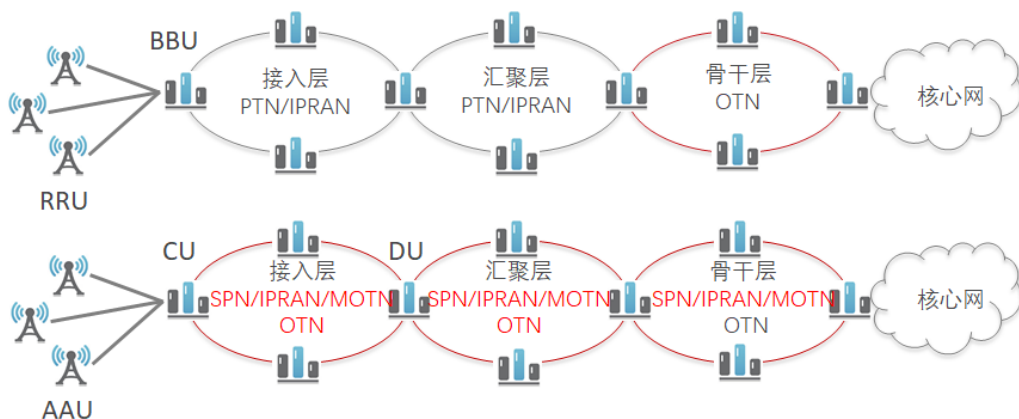 BBU
接入层
PTN/IPRAN
汇聚层
PTN/IPRAN
骨干层
OTN
核心网
RRU
CU
接入层
SPN/IPRAN/MOTN
OTN
DU
汇聚层
SPN/IPRAN/MOTN
OTN
骨干层
SPN/IPRAN/MOTN
OTN
核心网
AAU